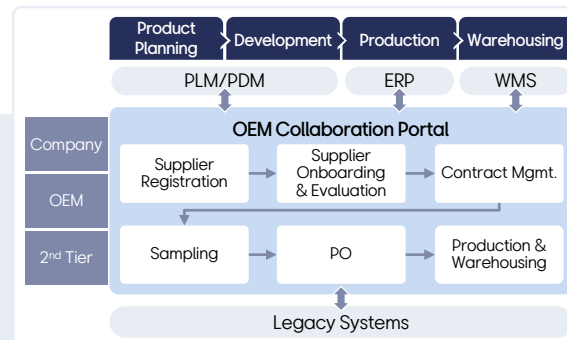 Product
Planning
Development
Production
Warehousing
PLM/PDM
ERP
WMS
OEM Collaboration Portal
Company
OEM
2nd Tier
Supplier
Registration
Supplier
Onboarding
& Evaluation
Contract Mgmt.
Sampling
PO
Production &
Warehousing
Legacy Systems